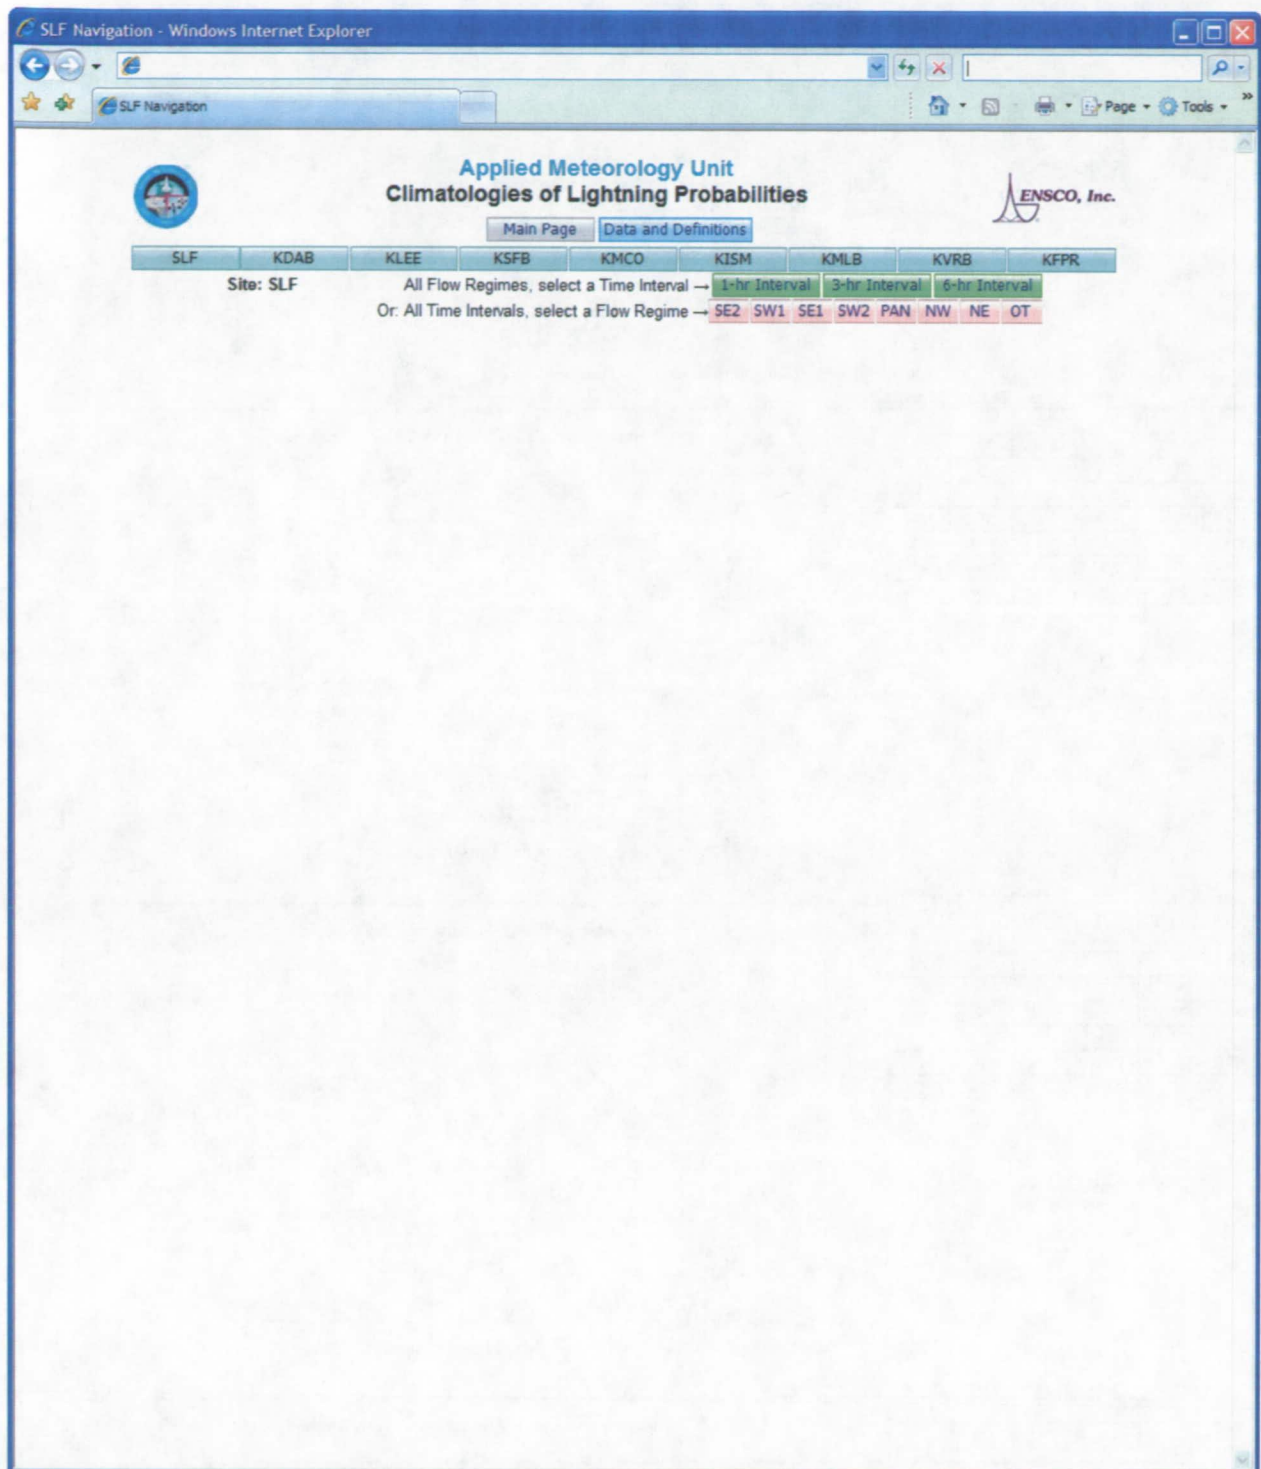 SLF Navigation - Windows Internet Explorer
SLF Navigation
Page Tools
Applied Meteorology Unit
Climatologies of Lightning Probabilities
ENSCO, Inc.
Main Page Data and Definitions
SLF KDAB KLEE KSFB KMCO KISM KMLB KVRB KFPR
Site: SLF All Flow Regimes, select a Time Interval → 1-hr Interval 3-hr Interval 6-hr Interval
Or: All Time Intervals, select a Flow Regime → SE2 SW1 SE1 SW2 PAN NW NE OT